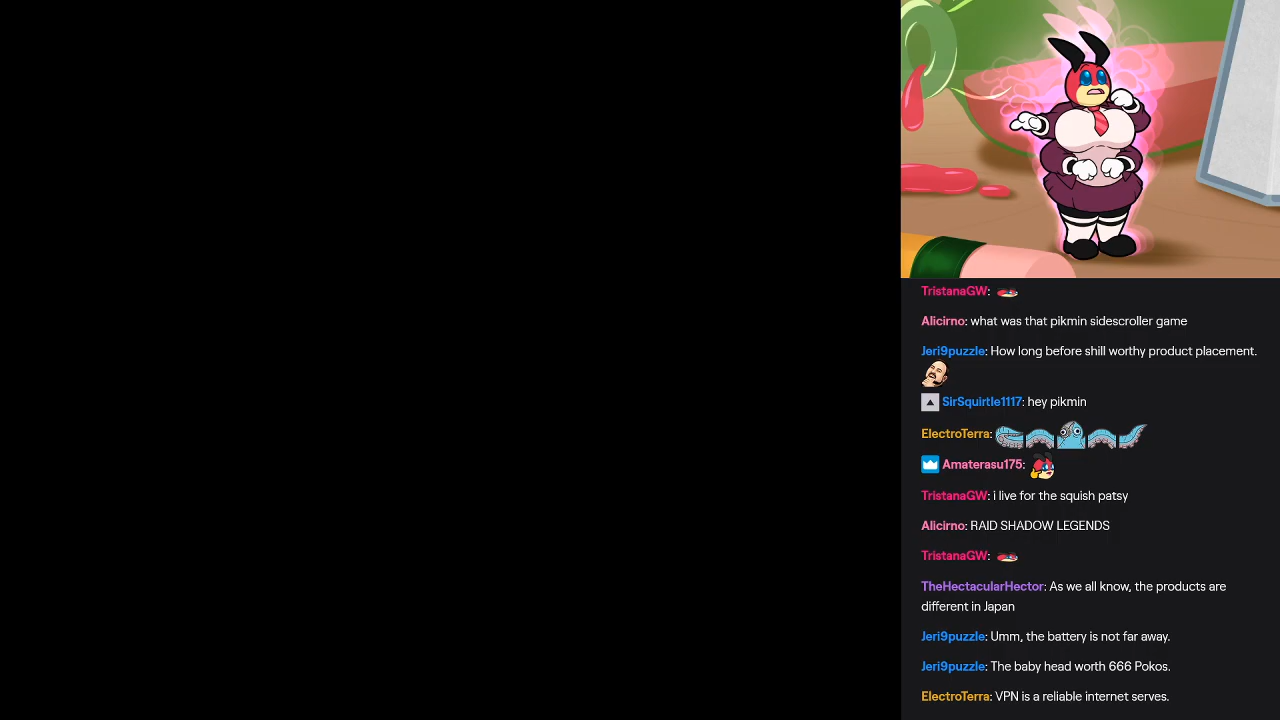 TristanaGW:
Alicirno: what was that pikmin sidescroller game
Jeri9puzzle: How long before shill worthy product placement.
SirSquirtle1117: hey pikmin
ElectroTerra:
Amaterasu175:
TristanaGW: i live for the squish patsy
Alicirno: RAID SHADOW LEGENDS
TristanaGW:
TheHectacularHector: As we all know, the products are
different in Japan
Jeri9puzzle: Umm, the battery is not far away.
Jeri9puzzle: The baby head worth 666 Pokos.
ElectroTerra: VPN is a reliable internet serves.